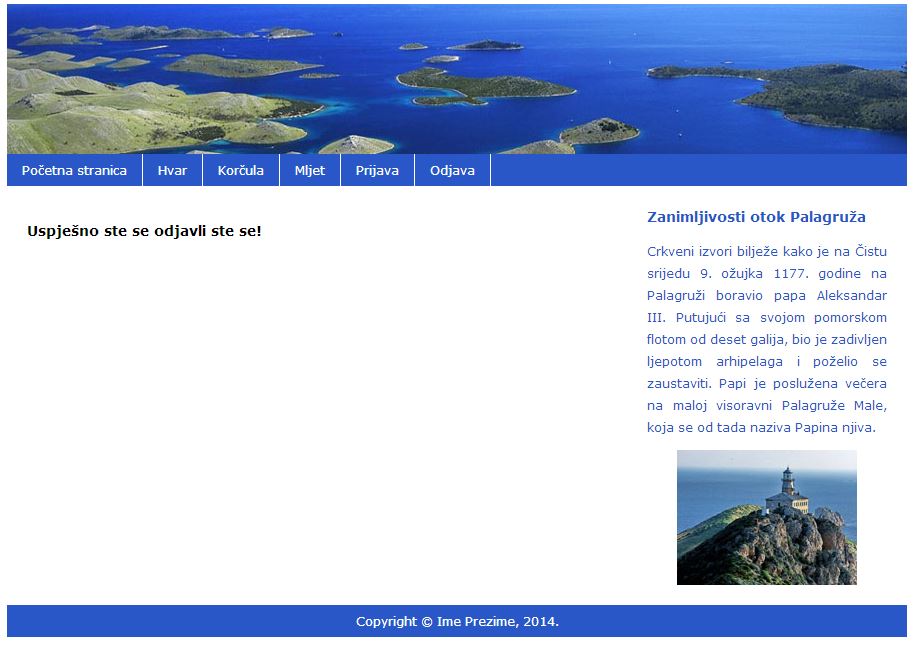 Početna stranica Hvar Korčula Mljet Prijava Odjava
Uspješno ste se odjavli ste se!
Zanimljivosti otok Palagruža
Crkveni izvori bilježe kako je na Čistu
srijedu 9. ožujka 1177. godine na
Palagruži boravio papa Aleksandar
III. Putujući sa svojom pomorskom
flotom od deset galija, bio je zadivljen
ljepotom arhipelaga i poželio se
zaustaviti. Papi je poslužena večera
na maloj visoravni Palagruže Male,
koja se od tada naziva Papina njiva.
Copyright © Ime Prezime, 2014.